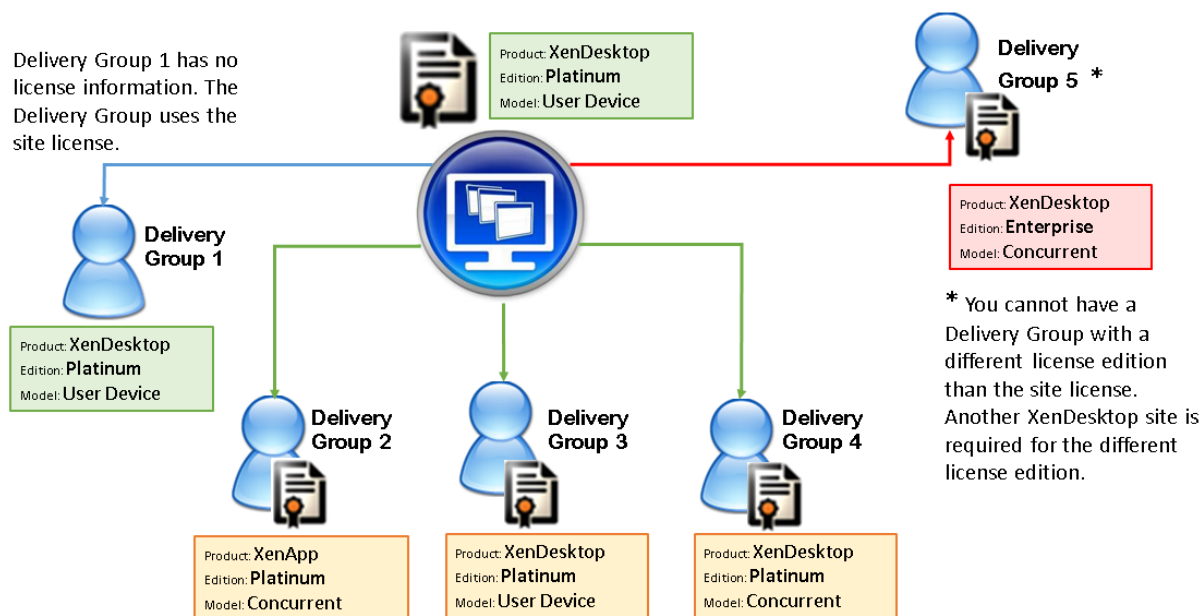 Delivery Group 1 has no
license information. The
Delivery Group uses the
site license.
Product: XenDesktop
Edition: Platinum
Model: User Device
Delivery
Group 5 *
Product: XenDesktop
Edition: Enterprise
Model: Concurrent
* You cannot have a
Delivery Group with a
different license edition
than the site license.
Another XenDesktop site is
required for the different
license edition.
Delivery
Group 1
Product: XenDesktop
Edition: Platinum
Model: User Device
Delivery
Group 2
Product: XenApp
Edition: Platinum
Model: Concurrent
Delivery
Group 3
Product: XenDesktop
Edition: Platinum
Model: User Device
Delivery
Group 4
Product: XenDesktop
Edition: Platinum
Model: Concurrent